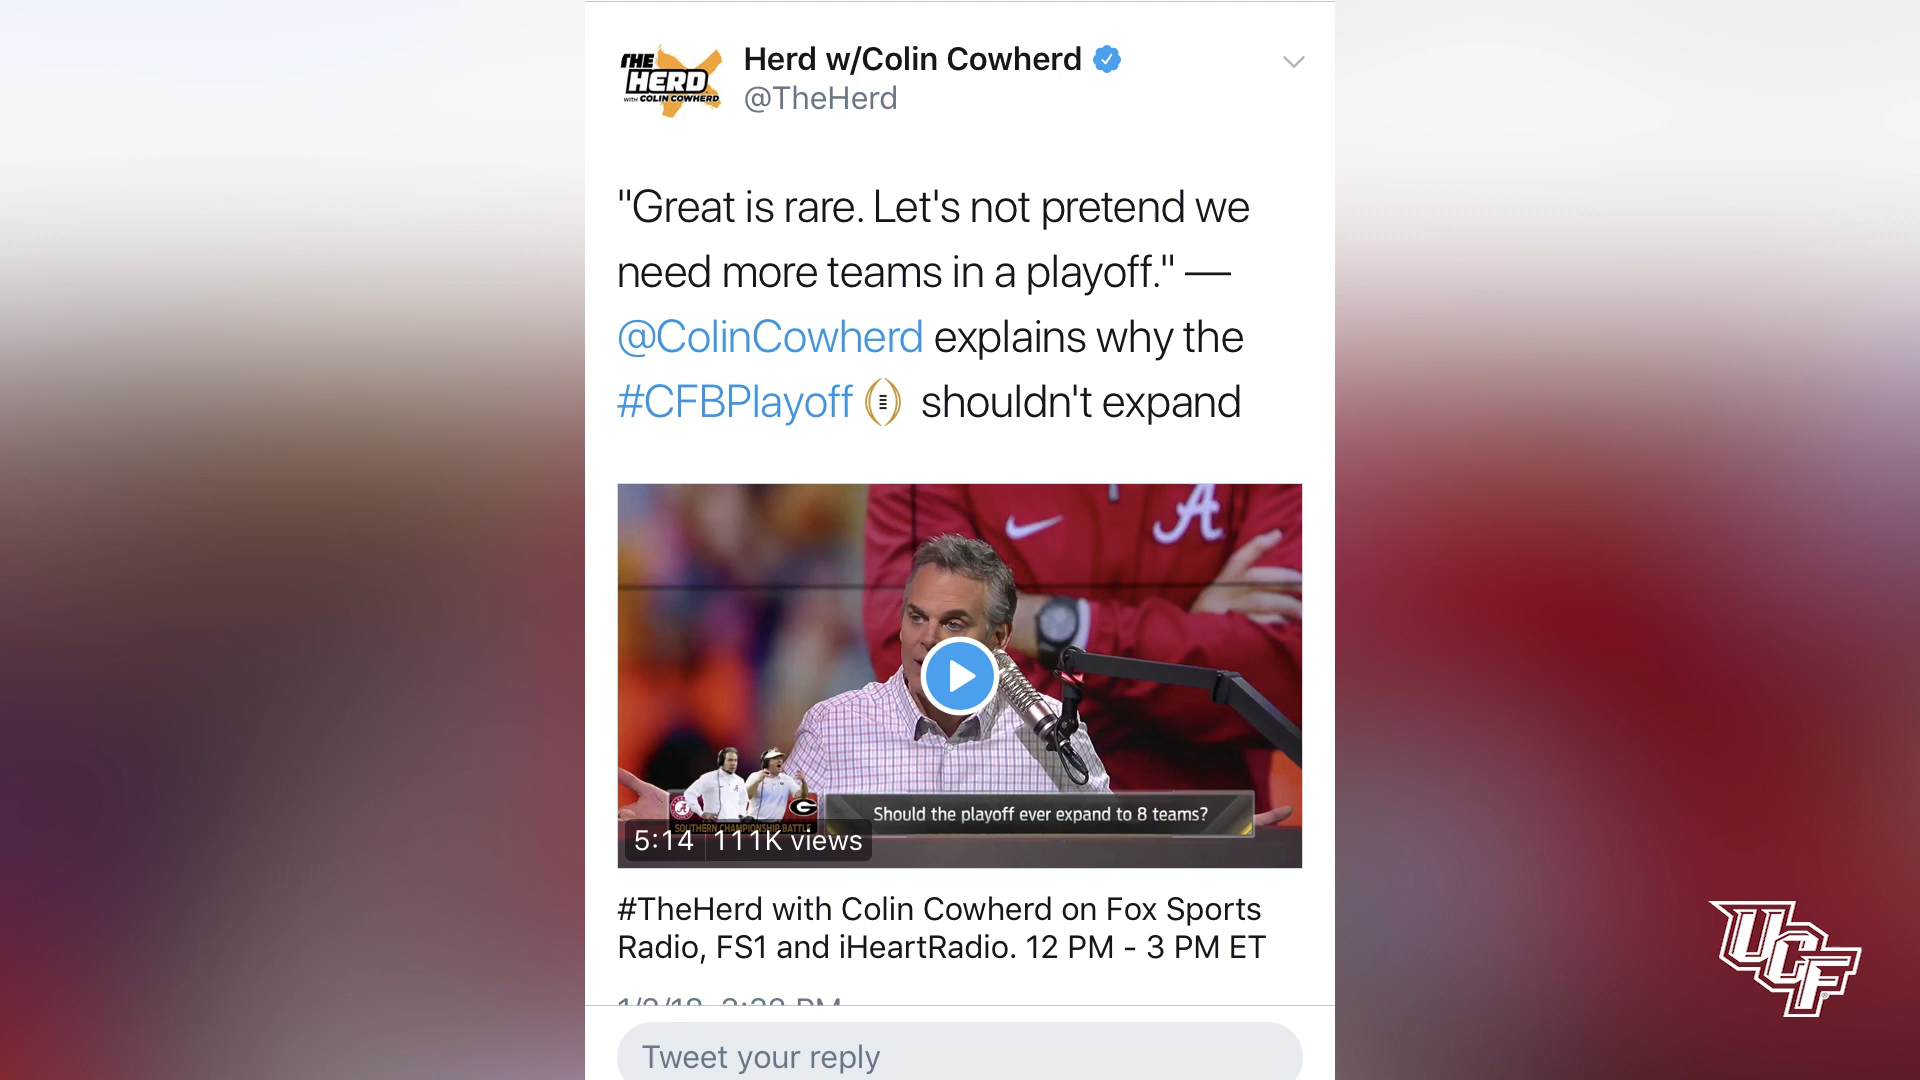 THE
HERD
WITH COLIN COWHERD
Herd w/Colin Cowherd
@TheHerd
"Great is rare. Let's not pretend we
need more teams in a playoff." —
@ColinCowherd explains why the
#CFBPlayoff shouldn't expand
A
Should the playoff ever expand to 8 teams?
A G
SOUTHERN CHAMPIONSHIP BATTLE
5:14 111K views
#TheHerd with Colin Cowherd on Fox Sports
Radio, FS1 and iHeartRadio. 12 PM - 3 PM ET
Tweet your reply
UCF